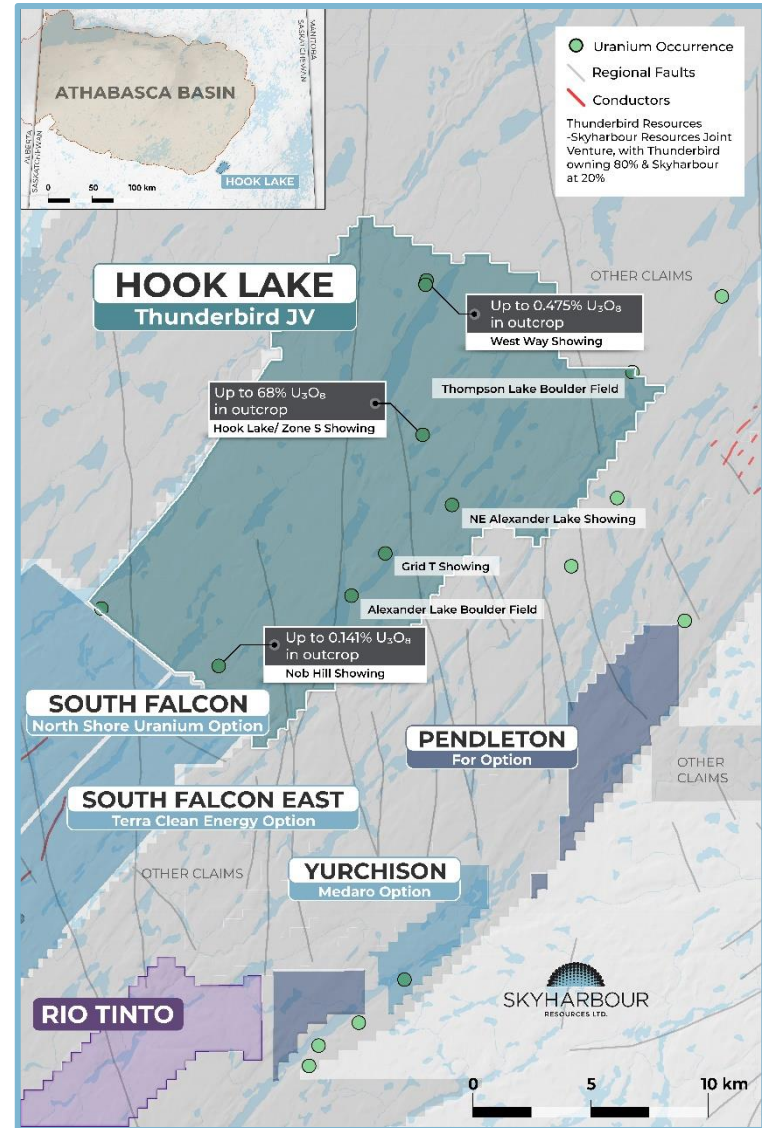 ATHABASCA BASIN
ALBERTA
SASKATCHEWAN
MANITOBA
SASKATCHEWAN
0 50 100 km
HOOK LAKE
Uranium Occurrence
Regional Faults
Conductors
Thunderbird Resources
-Skyharbour Resources Joint
Venture, with Thunderbird
owning 80% & Skyharbour
at 20%
HOOK LAKE
Thunderbird JV
OTHER CLAIMS
Up to 0.475% U₃O₈
in outcrop
West Way Showing
Thompson Lake Boulder Field
Up to 68% U₃O₈
in outcrop
Hook Lake/ Zone S Showing
NE Alexander Lake Showing
Grid T Showing
Alexander Lake Boulder Field
Up to 0.141% U₃O₈
in outcrop
Nob Hill Showing
SOUTH FALCON
North Shore Uranium Option
PENDLETON
For Option
OTHER
CLAIMS
SOUTH FALCON EAST
Terra Clean Energy Option
OTHER CLAIMS
YURCHISON
Medaro Option
RIO TINTO
SKYHARBOUR
RESOURCES LTD.
0 5 10 km